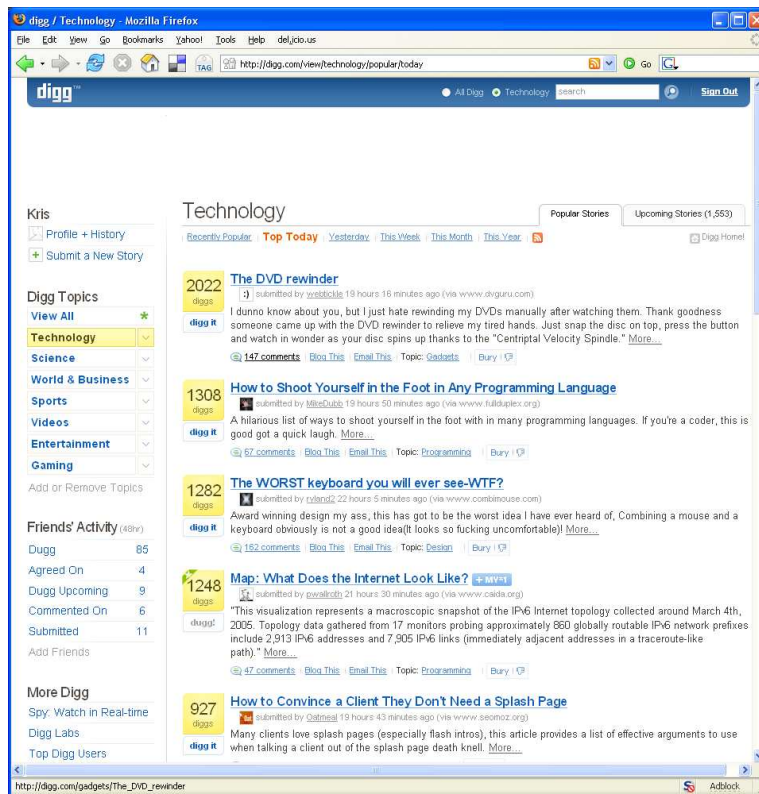 digg / Technology - Mozilla Firefox
File Edit View Go Bookmarks Yahoo! Tools Help del.icio.us
TAG http://digg.com/view/technology/popular/today Go G
digg™ All Digg Technology search Sign Out
Kris
Profile + History
Submit a New Story
Digg Topics
View All
Technology
Science
World & Business
Sports
Videos
Entertainment
Gaming
Add or Remove Topics
Friends' Activity (48hr)
Dugg 85
Agreed On 4
Dugg Upcoming 9
Commented On 6
Submitted 11
Add Friends
More Digg
Spy: Watch in Real-time
Digg Labs
Top Digg Users
Technology
Popular Stories Upcoming Stories (1,553)
Recently Popular Top Today Yesterday This Week This Month This Year Digg Home!
2022 diggs
digg it
The DVD rewinder
:) submitted by webtickle 19 hours 16 minutes ago (via www.dvguru.com)
I dunno know about you, but I just hate rewinding my DVDs manually after watching them. Thank goodness
someone came up with the DVD rewinder to relieve my tired hands. Just snap the disc on top, press the button
and watch in wonder as your disc spins up thanks to the "Centriptal Velocity Spindle." More...
147 comments Blog This Email This Topic: Gadgets Bury
1308 diggs
digg it
How to Shoot Yourself in the Foot in Any Programming Language
submitted by MikeDubb 19 hours 50 minutes ago (via www.fullduplex.org)
A hilarious list of ways to shoot yourself in the foot with in many programming languages. If you're a coder, this is
good got a quick laugh. More...
67 comments Blog This Email This Topic: Programming Bury
1282 diggs
digg it
The WORST keyboard you will ever see-WTF?
submitted by ryland2 22 hours 5 minutes ago (via www.combimouse.com)
Award winning design my ass, this has got to be the worst idea I have ever heard of, Combining a mouse and a
keyboard obviously is not a good idea(It looks so fucking uncomfortable)! More...
162 comments Blog This Email This Topic: Design Bury
1248 diggs
dugg!
Map: What Does the Internet Look Like? + MY#1
submitted by pwallroth 21 hours 30 minutes ago (via www.caida.org)
"This visualization represents a macroscopic snapshot of the IPv6 Internet topology collected around March 4th,
2005. Topology data gathered from 17 monitors probing approximately 860 globally routable IPv6 network prefixes
include 2,913 IPv6 addresses and 7,905 IPv6 links (immediately adjacent addresses in a traceroute-like
path)." More...
47 comments Blog This Email This Topic: Programming Bury
927 diggs
digg it
How to Convince a Client They Don't Need a Splash Page
submitted by Oatmeal 19 hours 43 minutes ago (via www.seomoz.org)
Many clients love splash pages (especially flash intros), this article provides a list of effective arguments to use
when talking a client out of the splash page death knell. More...
http://digg.com/gadgets/The_DVD_rewinder Adblock